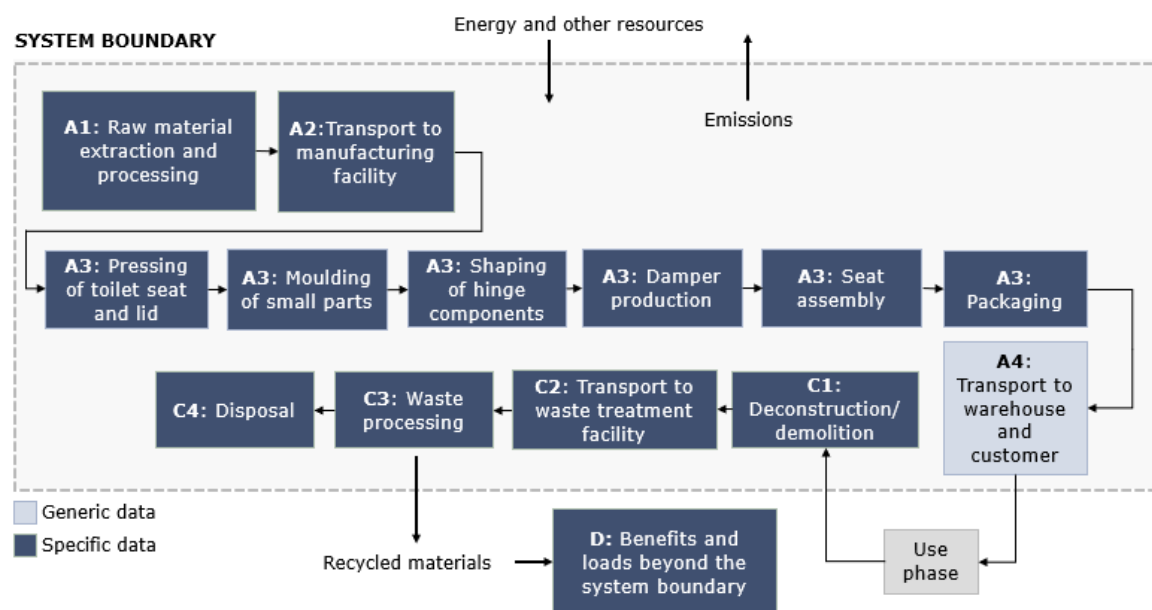 Energy and other resources
SYSTEM BOUNDARY
Emissions
A1: Raw material
extraction and
processing
A2:Transport to
manufacturing
facility
A3: Pressing
of toilet seat
and lid
A3: Moulding
of small parts
A3: Shaping
of hinge
components
A3: Damper
production
A3: Seat
assembly
A3:
Packaging
A4:
Transport to
warehouse
and
customer
C1:
Deconstruction/
demolition
C2: Transport to
waste treatment
facility
C3: Waste
processing
C4: Disposal
Generic data
Specific data
Recycled materials
D: Benefits and
loads beyond the
system boundary
Use
phase